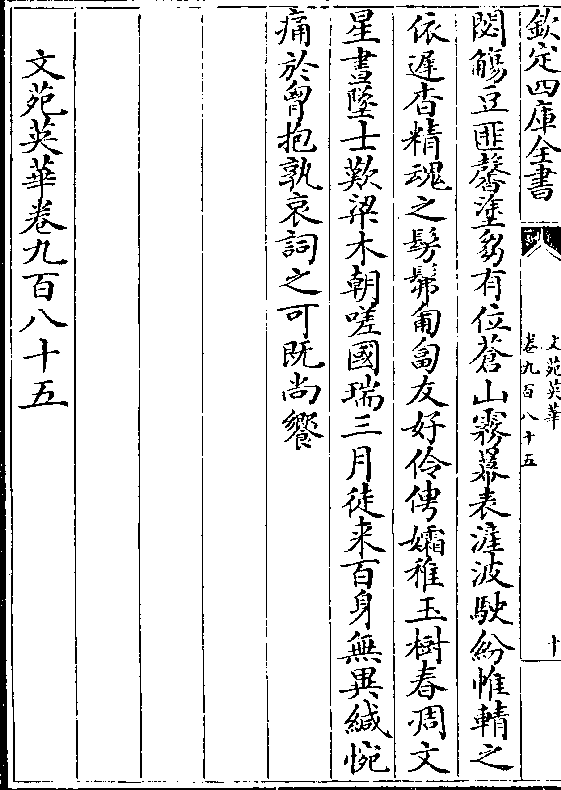 欽定四庫全書
文苑英華
卷九百八十五
十
閟觴豆匪馨塗芻有位蒼山霧幕表漄波駛紛帷輤之
依遲杳精魂之髣髴匍匐友好伶俜孀稚玉樹春凋文
星晝墜士歎梁木朝嗟國瑞三月徒来百身無異緘惋
痛於胷抱孰哀詞之可既尚饗
文苑英華卷九百八十五